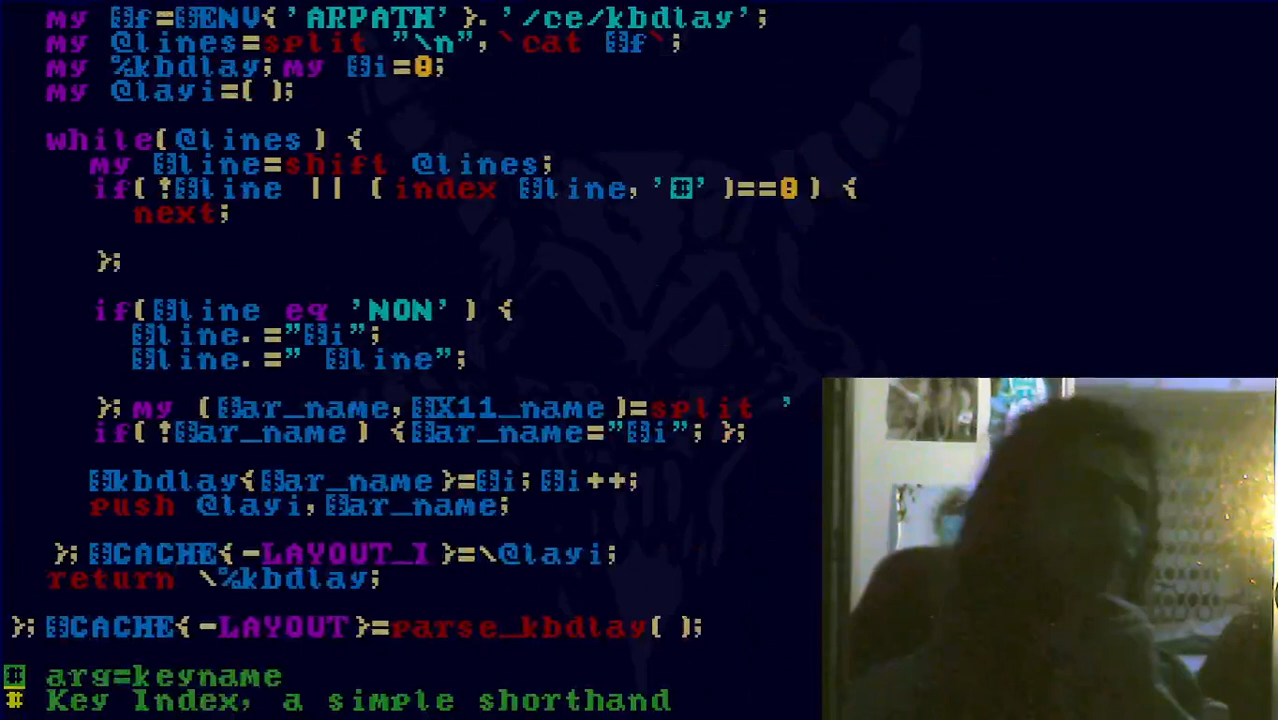 my $f=$ENV{'ARPATH'}.'/ce/kbdlay';
my @lines=split "\n",`cat $f`;
my %kbdlay;my $i=0;
my @layi=();
while(@lines) {
my $line=shift @lines;
if(!$line || (index $line,'#')==0) {
next;
};
if($line eq 'NON') {
$line.="$i";
$line.=" $line";
};my ($ar_name,$X11_name)=split '
if(!$ar_name) {$ar_name="$i"; };
$kbdlay{$ar_name}=$i;$i++;
push @layi,$ar_name;
};$CACHE{-LAYOUT_I}=\@layi;
return \%kbdlay;
};$CACHE{-LAYOUT}=parse_kbdlay();
# arg=keyname
# Key Index, a simple shorthand